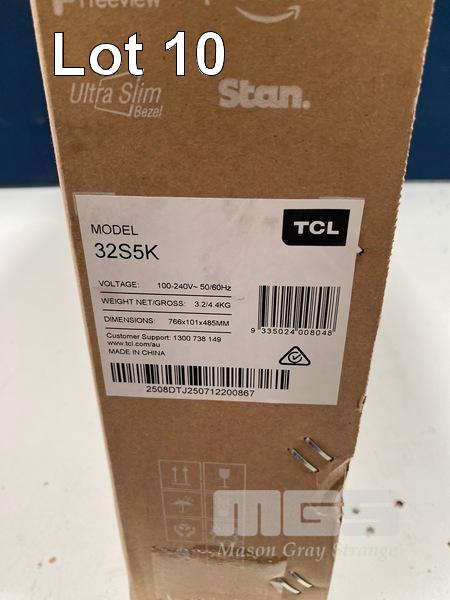 Freeview
Lot 10
Ultra Slim
Bezel
Stan.
MODEL
32S5K
TCL
VOLTAGE: 100-240V~ 50/60Hz
WEIGHT NET/GROSS: 3.2/4.4KG
DIMENSIONS: 766x101x485MM
9 335024 008048
Customer Support: 1300 738 149
www.tcl.com/au
MADE IN CHINA
2508DTJ250712200867
MGS
Mason Gray Strange